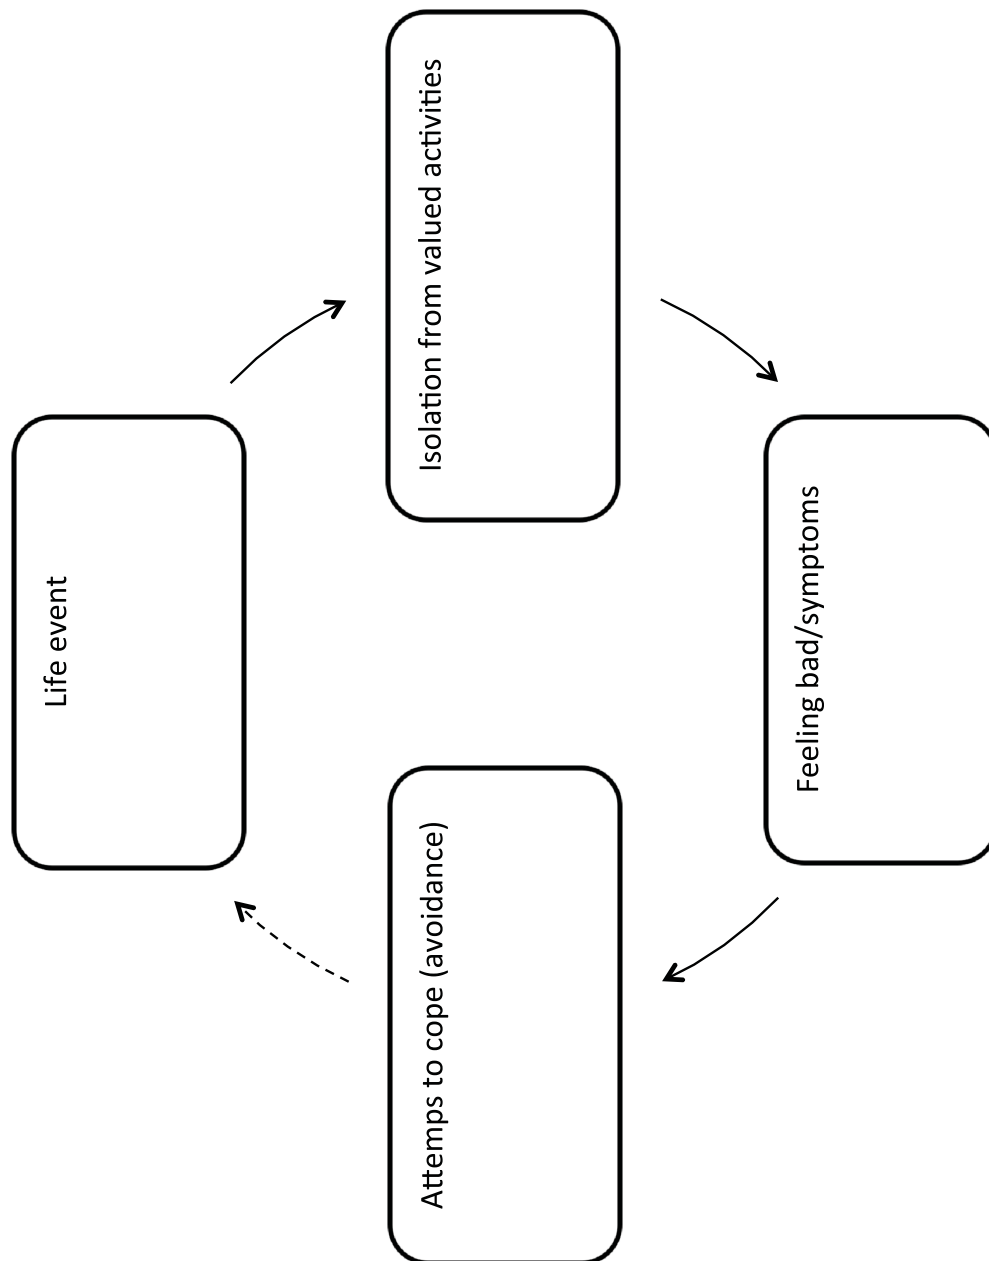 Life event
Isolation from valued activities
Feeling bad/symptoms
Attemps to cope (avoidance)